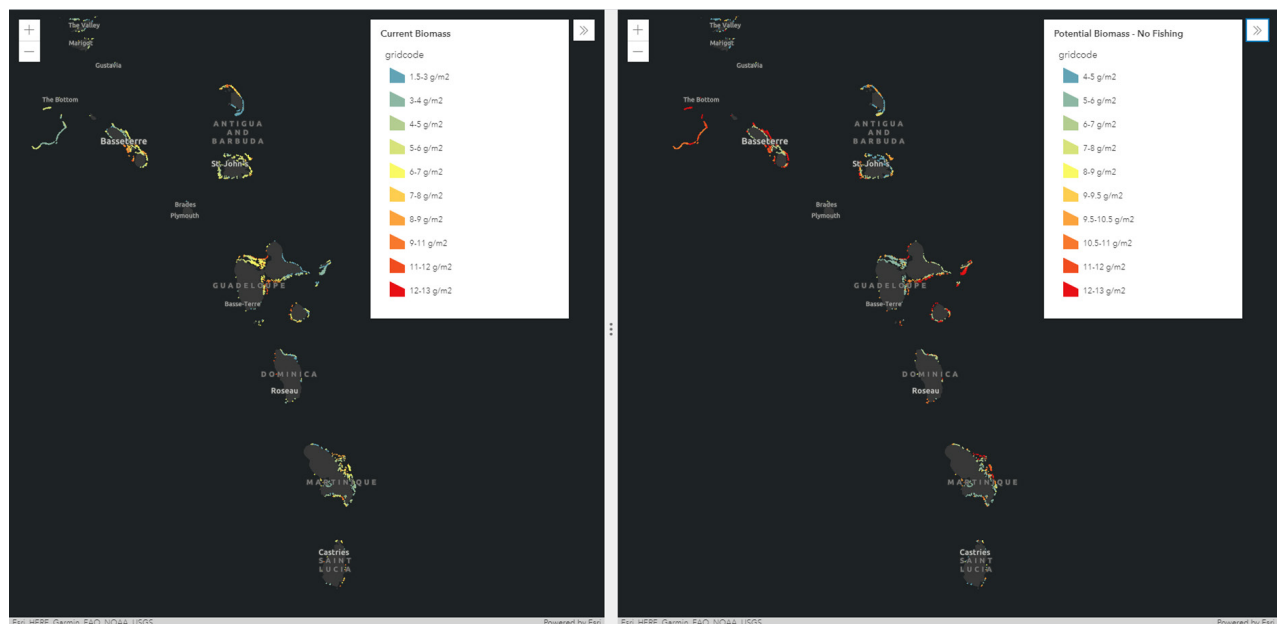 The Valley
Marigot
Gustavia
The Bottom
ANTIGUA
AND
BARBUDA
Basseterre
St. John's
Brades
Plymouth
GUADELOUPE
Basse-Terre
DOMINICA
Roseau
MARTINIQUE
Castries
SAINT
LUCIA
Current Biomass
gridcode
1.5-3 g/m2
3-4 g/m2
4-5 g/m2
5-6 g/m2
6-7 g/m2
7-8 g/m2
8-9 g/m2
9-11 g/m2
11-12 g/m2
12-13 g/m2
Esri, HERE, Garmin, FAO, NOAA, USGS
Powered by Esri
The Valley
Marigot
Gustavia
The Bottom
ANTIGUA
AND
BARBUDA
Basseterre
St. John's
Brades
Plymouth
GUADELOUPE
Basse-Terre
DOMINICA
Roseau
MARTINIQUE
Castries
SAINT
LUCIA
Potential Biomass - No Fishing
gridcode
4-5 g/m2
5-6 g/m2
6-7 g/m2
7-8 g/m2
8-9 g/m2
9-9.5 g/m2
9.5-10.5 g/m2
10.5-11 g/m2
11-12 g/m2
12-13 g/m2
Esri, HERE, Garmin, FAO, NOAA, USGS
Powered by Esri